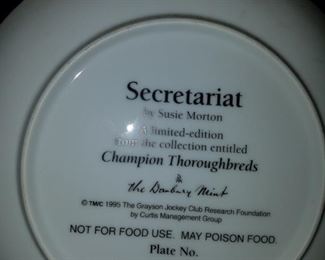 Secretariat
by Susie Morton
A limited-edition
from the collection entitled
Champion Thoroughbreds
The Danbury Mint
© TM/c 1995 The Grayson Jockey Club Research Foundation
by Curtis Management Group
NOT FOR FOOD USE. MAY POISON FOOD.
Plate No.